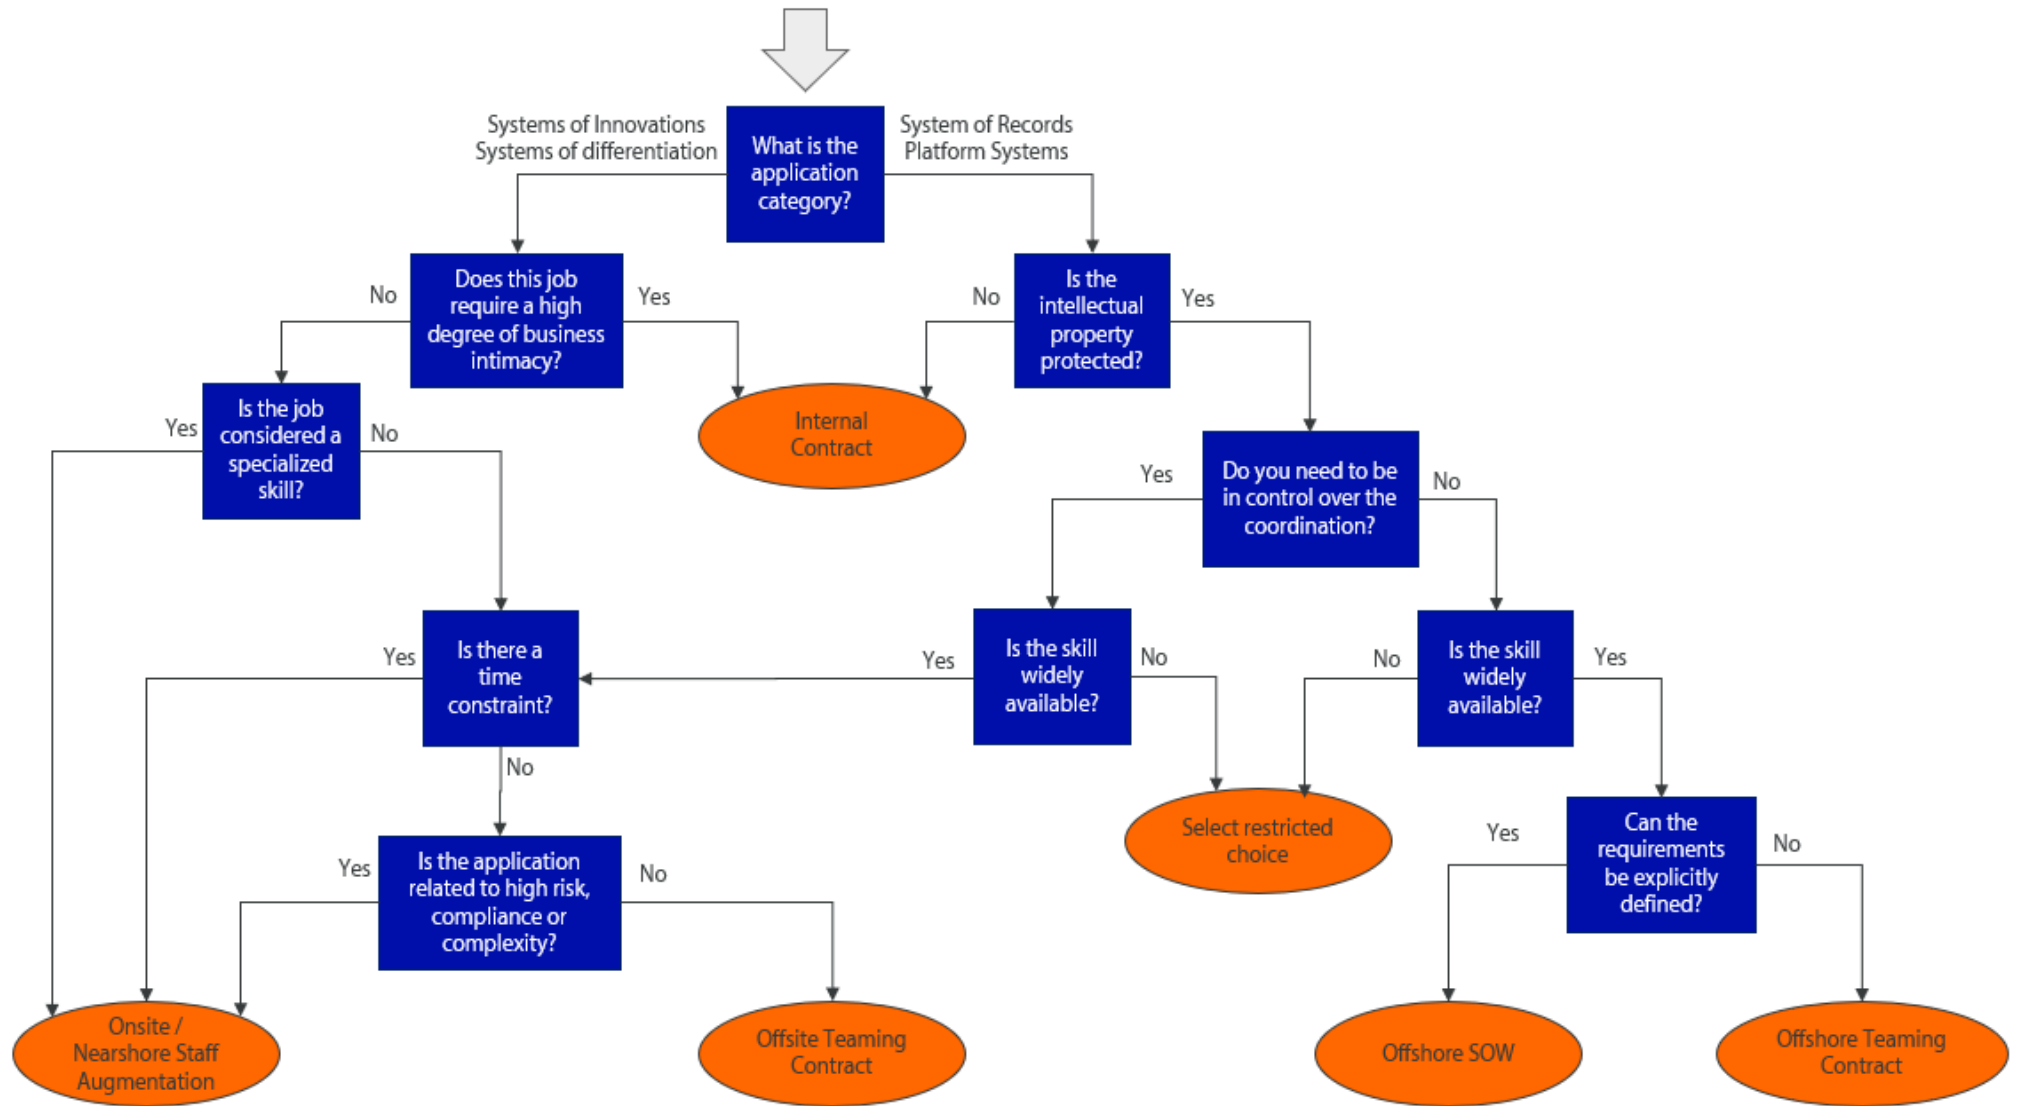 Systems of Innovations
Systems of differentiation
What is the
application
category?
System of Records
Platform Systems
No
Does this job
require a high
degree of business
intimacy?
Yes
No
Is the
intellectual
property
protected?
Yes
Yes
Is the job
considered a
specialized
skill?
No
Internal
Contract
Yes
Do you need to be
in control over the
coordination?
No
Yes
Is there a
time
constraint?
No
Yes
Is the skill
widely
available?
No
No
Is the skill
widely
available?
Yes
Yes
Is the application
related to high risk,
compliance or
complexity?
No
Select restricted
choice
Yes
Can the
requirements
be explicitly
defined?
No
Onsite /
Nearshore Staff
Augmentation
Offsite Teaming
Contract
Offshore SOW
Offshore Teaming
Contract